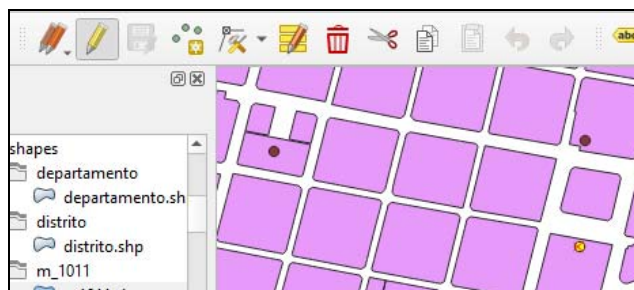 abc
shapes
departamento
departamento.sh
distrito
distrito.shp
m_1011